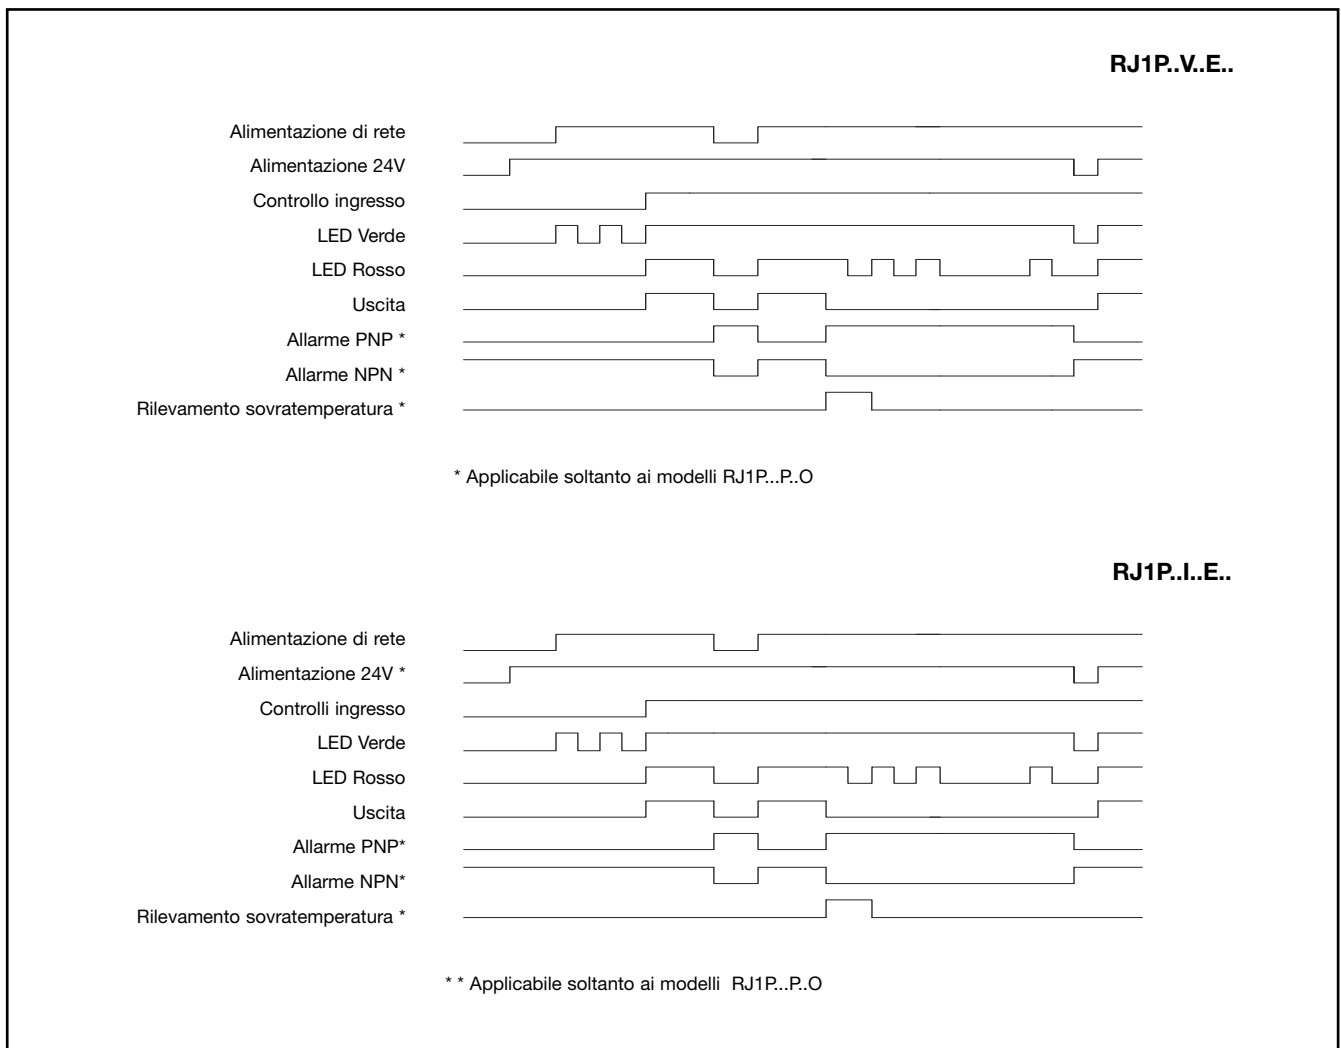 RJ1P..V..E..
Alimentazione di rete
Alimentazione 24V
Controllo ingresso
LED Verde
LED Rosso
Uscita
Allarme PNP *
Allarme NPN *
Rilevamento sovratemperatura *
* Applicabile soltanto ai modelli RJ1P...P..O
RJ1P..I..E..
Alimentazione di rete
Alimentazione 24V *
Controlli ingresso
LED Verde
LED Rosso
Uscita
Allarme PNP*
Allarme NPN*
Rilevamento sovratemperatura *
* * Applicabile soltanto ai modelli RJ1P...P..O